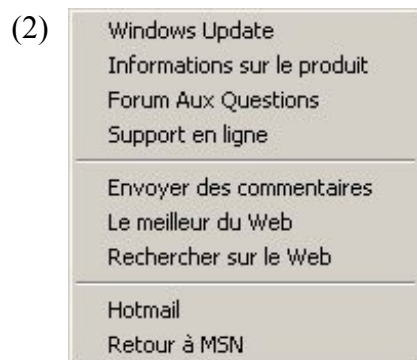 (2)
Windows Update
Informations sur le produit
Forum Aux Questions
Support en ligne
Envoyer des commentaires
Le meilleur du Web
Rechercher sur le Web
Hotmail
Retour à MSN